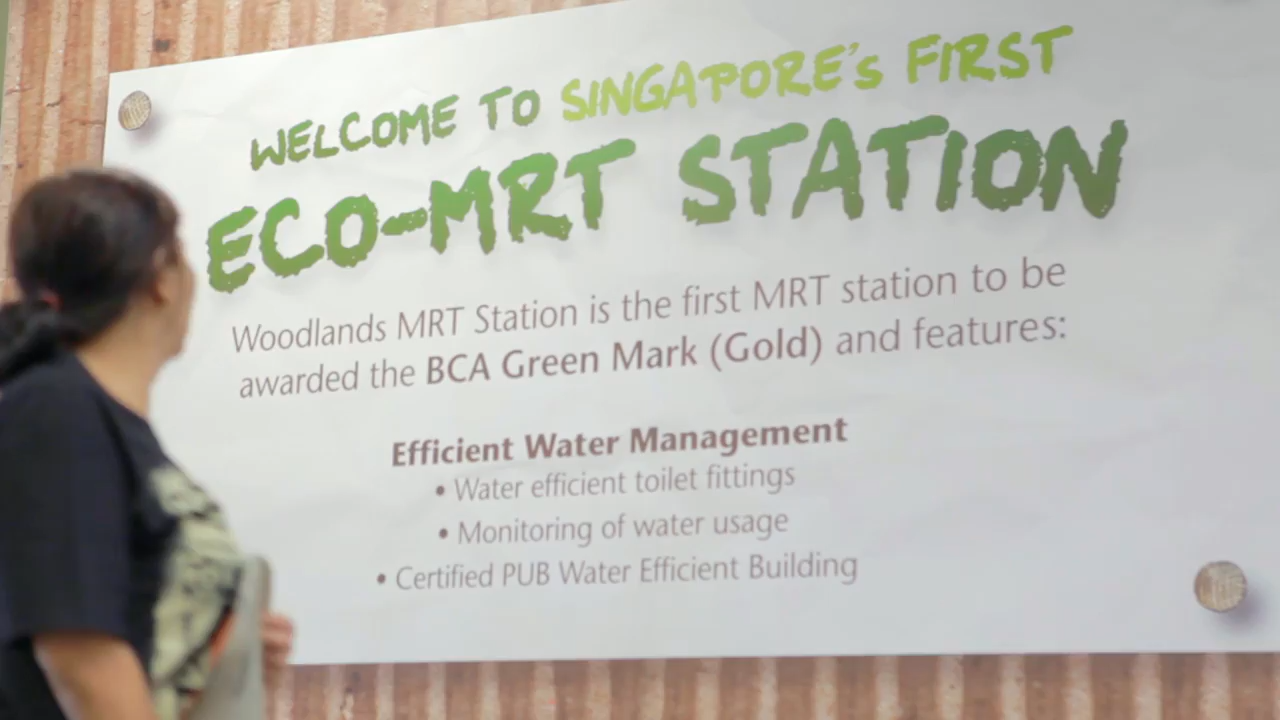 WELCOME TO SINGAPORE's FIRST
ECO-MRT STATION
Woodlands MRT Station is the first MRT station to be
awarded the BCA Green Mark (Gold) and features:
Efficient Water Management
• Water efficient toilet fittings
• Monitoring of water usage
• Certified PUB Water Efficient Building